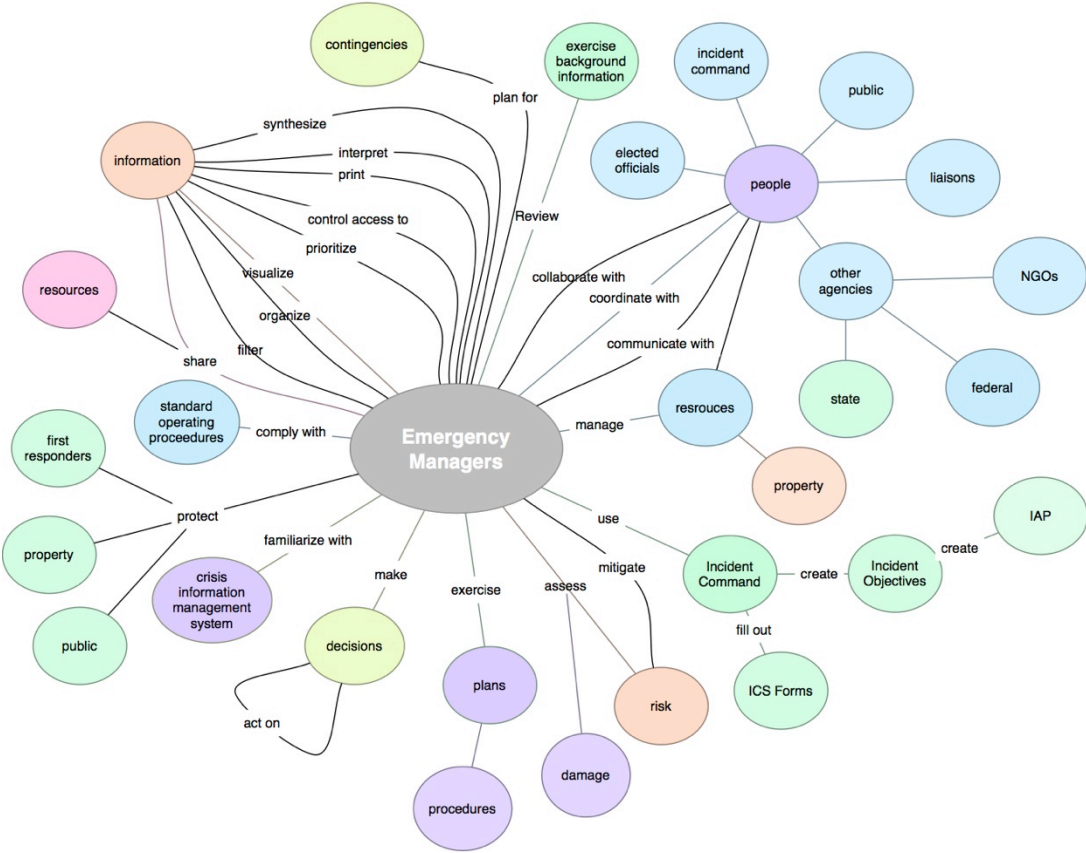 contingencies
exercise
background
information
incident
command
public
plan for
synthesize
elected
officials
interpret
information
people
liaisons
print
control access to
Review
prioritize
visualize
collaborate with
other
agencies
NGOs
resources
coordinate with
organize
communicate with
share
filter
standard
operating
proceedures
comply with
Emergency
Managers
manage
resrouces
state
federal
first
responders
property
protect
use
IAP
familiarize with
create
property
crisis
information
management
system
make
exercise
assess
mitigate
Incident
Command
create
Incident
Objectives
public
decisions
fill out
plans
risk
ICS Forms
act on
damage
procedures